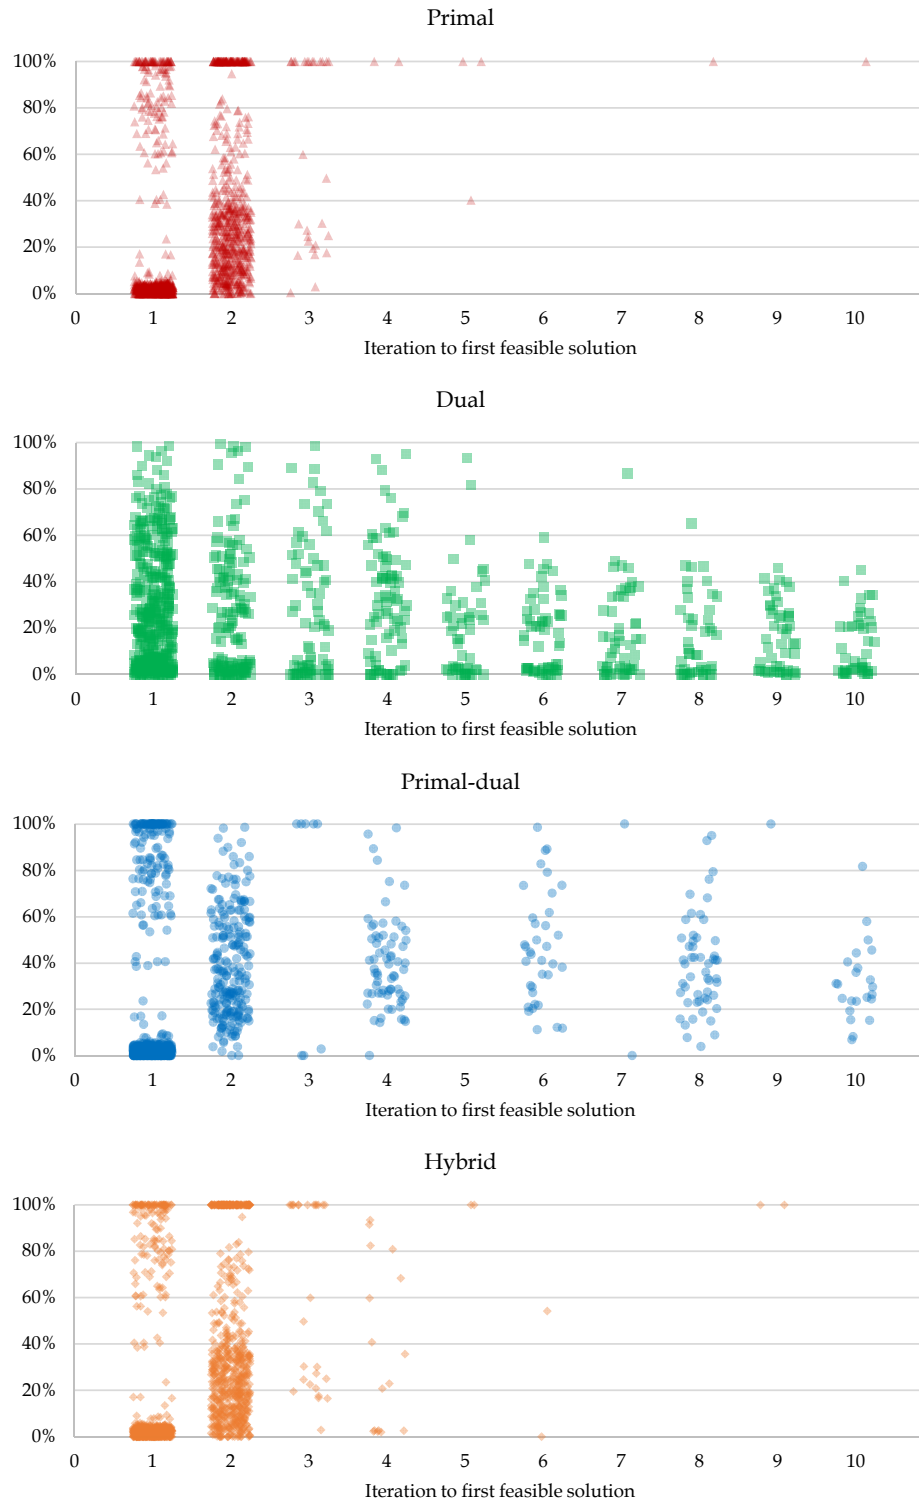 Primal
100%
80%
60%
40%
20%
0%
0 1 2 3 4 5 6 7 8 9 10
Iteration to first feasible solution
Dual
100%
80%
60%
40%
20%
0%
0 1 2 3 4 5 6 7 8 9 10
Iteration to first feasible solution
Primal-dual
100%
80%
60%
40%
20%
0%
0 1 2 3 4 5 6 7 8 9 10
Iteration to first feasible solution
Hybrid
100%
80%
60%
40%
20%
0%
0 1 2 3 4 5 6 7 8 9 10
Iteration to first feasible solution